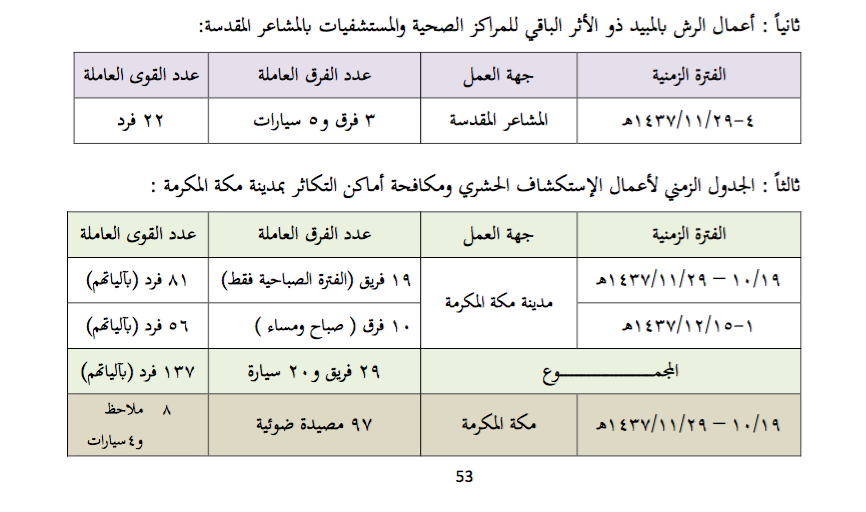 ثانياً : أعمال الرش بالمبيد ذو الأثر الباقي للمراكز الصحية والمستشفيات بالمشاعر المقدسة:
الفترة الزمنية جهة العمل عدد الفرق العاملة عدد القوى العاملة
٤-١٤٣٧/١١/٢٩هـ المشاعر المقدسة ٣ فرق و٥ سيارات ٢٢ فرد
ثالثاً : الجدول الزمني لأعمال الإستكشاف الحشري ومكافحة أماكن التكاثر بمدينة مكة المكرمة :
الفترة الزمنية جهة العمل عدد الفرق العاملة عدد القوى العاملة
١٠/١٩ – ١٤٣٧/١١/٢٩هـ مدينة مكة المكرمة ١٩ فريق (الفترة الصباحية فقط) ٨١ فرد (بآلياتهم)
١-١٤٣٧/١٢/١٥هـ ١٠ فرق ( صباح ومساء ) ٥٦ فرد (بآلياتهم)
المجمـــــــــــــوع ٢٩ فريق و٢٠ سيارة ١٣٧ فرد (بآلياتهم)
١٠/١٩ – ١٤٣٧/١١/٢٩هـ مكة المكرمة ٩٧ مصيدة ضوئية ٨ ملاحظ
و٤سيارات
53